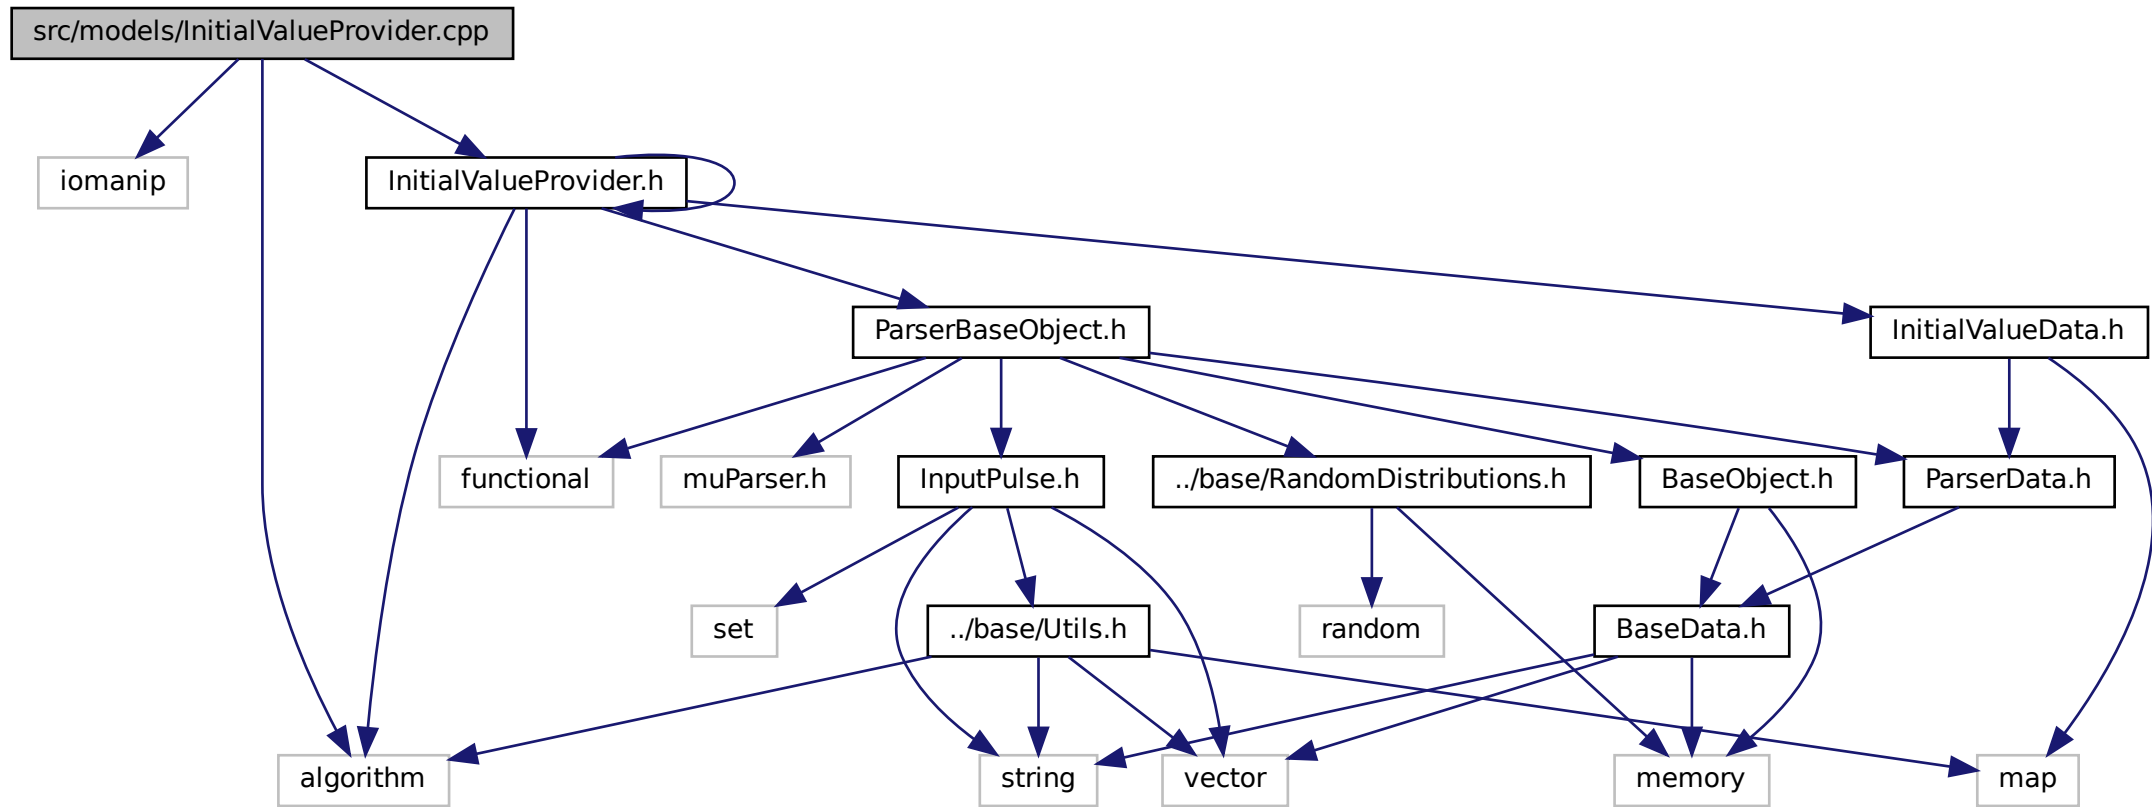 src/models/InitialValueProvider.cpp
iomanip
InitialValueProvider.h
ParserBaseObject.h
InitialValueData.h
functional
muParser.h
InputPulse.h
../base/RandomDistributions.h
BaseObject.h
ParserData.h
set
../base/Utils.h
random
BaseData.h
algorithm
string
vector
memory
map